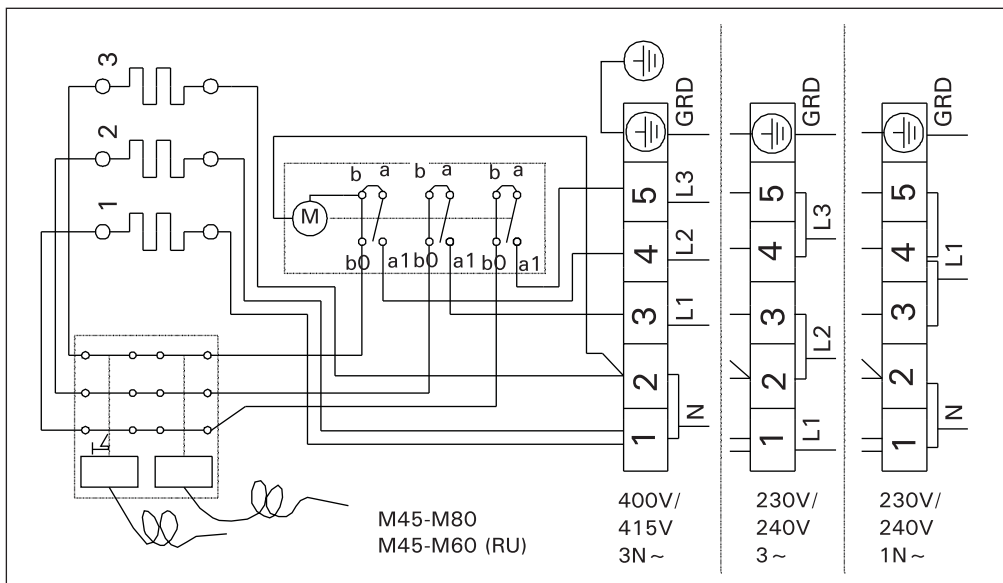 3
2
1
b a b a b a
M
b0 a1 b0 a1 b0 a1
GRD
5 L3
4 L2
3 L1
2
1 N
GRD
5
4 L3
3
2 L2
1 L1
GRD
5
4 L1
3
2
1 N
M45-M80
M45-M60 (RU)
400V/
415V
3N~
230V/
240V
3~
230V/
240V
1N~